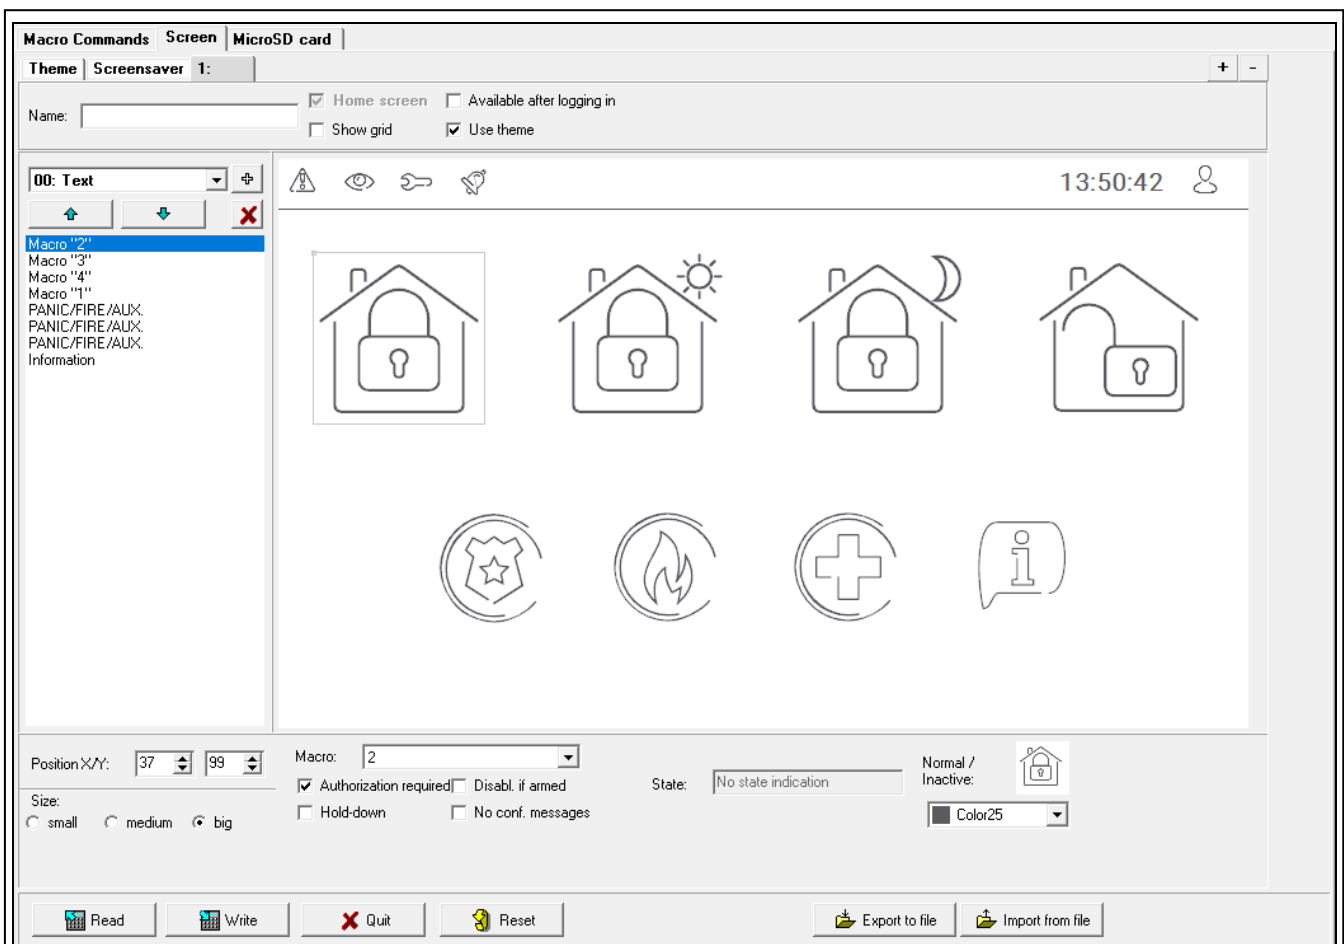 Macro Commands Screen MicroSD card
Theme Screensaver 1: + -
Name: Home screen Available after logging in
Show grid Use theme
00: Text
13:50:42
Macro "2"
Macro "3"
Macro "4"
Macro "1"
PANIC/FIRE/AUX.
PANIC/FIRE/AUX.
PANIC/FIRE/AUX.
Information
Position X/Y: 37 99
Size:
small medium big
Macro: 2
Authorization required Disabl. if armed
Hold-down No conf. messages
State: No state indication
Normal /
Inactive:
Color25
Read Write Quit Reset Export to file Import from file